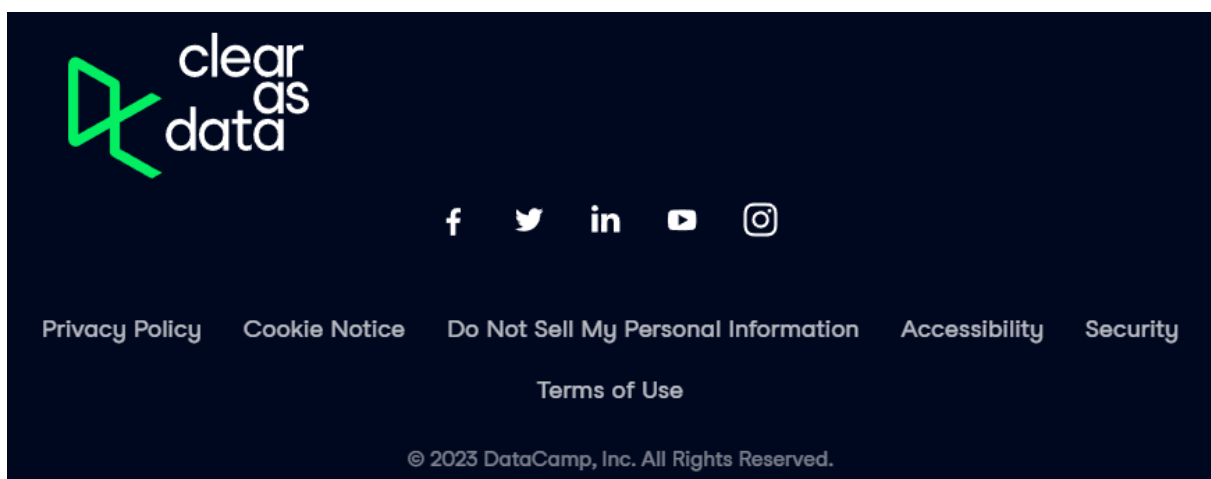 clear
as
data
Privacy Policy Cookie Notice Do Not Sell My Personal Information Accessibility Security
Terms of Use
© 2023 DataCamp, Inc. All Rights Reserved.